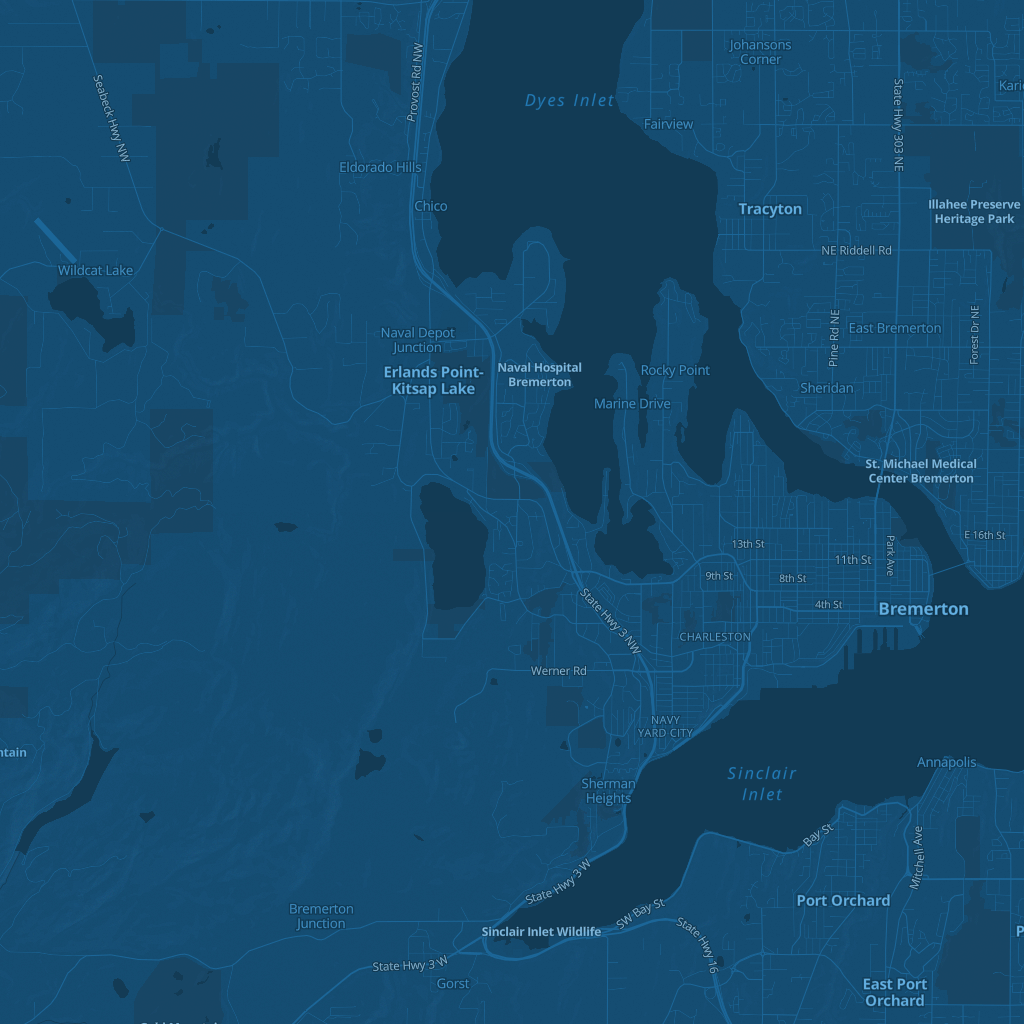 Johansons
Corner
Seabeck Hwy NW
Provost Rd NW
State Hwy 303 NE
Dyes Inlet
Fairview
Eldorado Hills
Chico
Tracyton
Illahee Preserve
Heritage Park
NE Riddell Rd
Wildcat Lake
Naval Depot
Junction
Pine Rd NE
East Bremerton
Forest Dr NE
Erlands Point-
Kitsap Lake
Naval Hospital
Bremerton
Rocky Point
Sheridan
Marine Drive
St. Michael Medical
Center Bremerton
13th St
Park Ave
E 16th St
11th St
9th St
8th St
4th St
Bremerton
State Hwy 3 NW
CHARLESTON
Werner Rd
NAVY
YARD CITY
ntain
Sinclair
Inlet
Annapolis
Sherman
Heights
Bay St
Mitchell Ave
State Hwy 3 W
Port Orchard
Bremerton
Junction
SW Bay St
Sinclair Inlet Wildlife
State Hwy 16
State Hwy 3 W
Gorst
East Port
Orchard